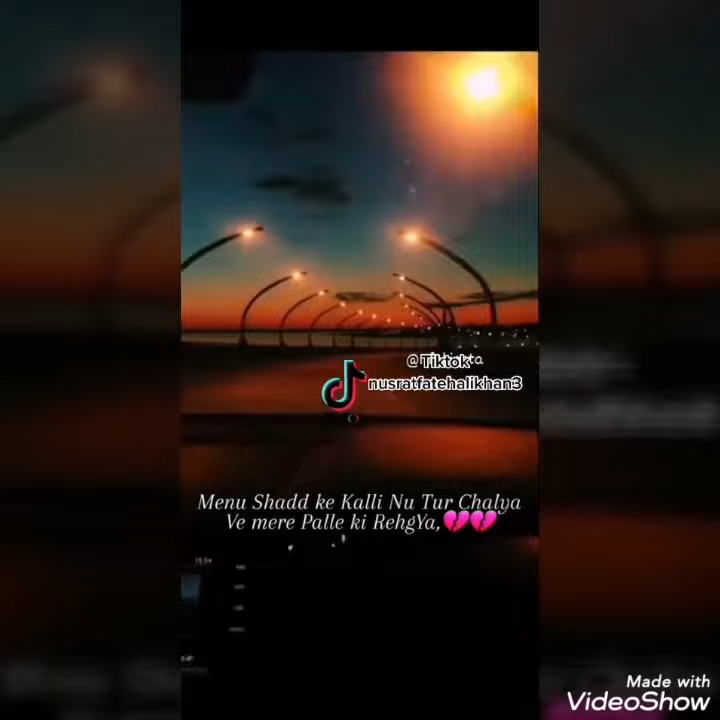 @Tiktok
nusratfatehalikhan3
Menu Shadd ke Kalli Nu Tur Chalya
Ve mere Palle ki RehgYa,💔💔
Made with
VideoShow